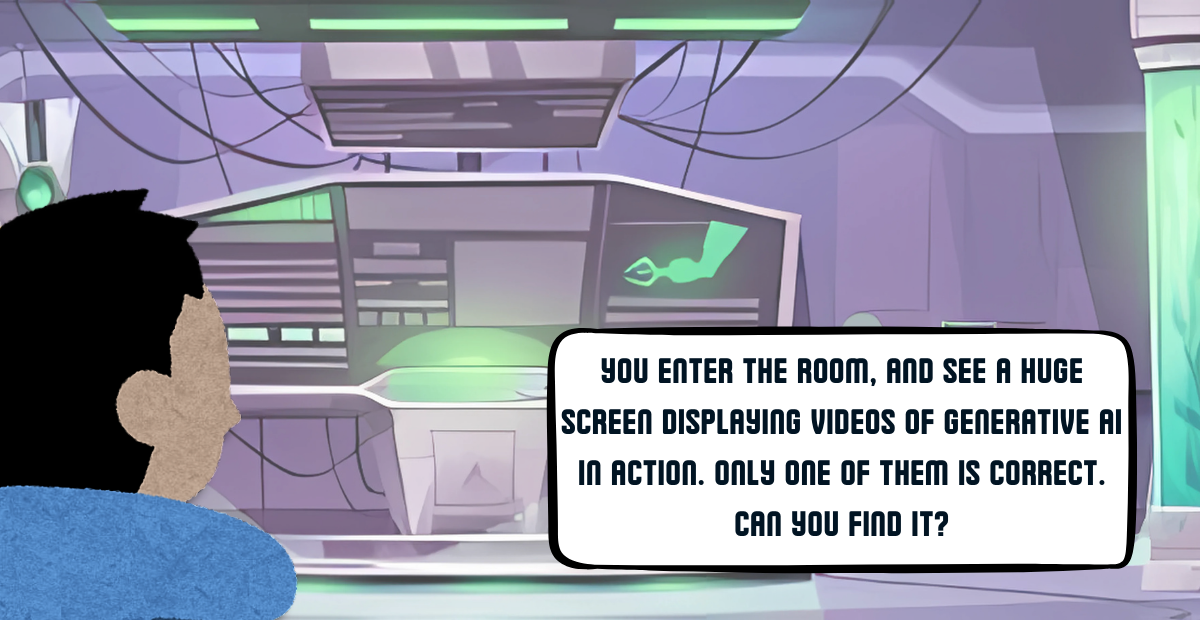 YOU ENTER THE ROOM, AND SEE A HUGE
SCREEN DISPLAYING VIDEOS OF GENERATIVE AI
IN ACTION. ONLY ONE OF THEM IS CORRECT.
CAN YOU FIND IT?